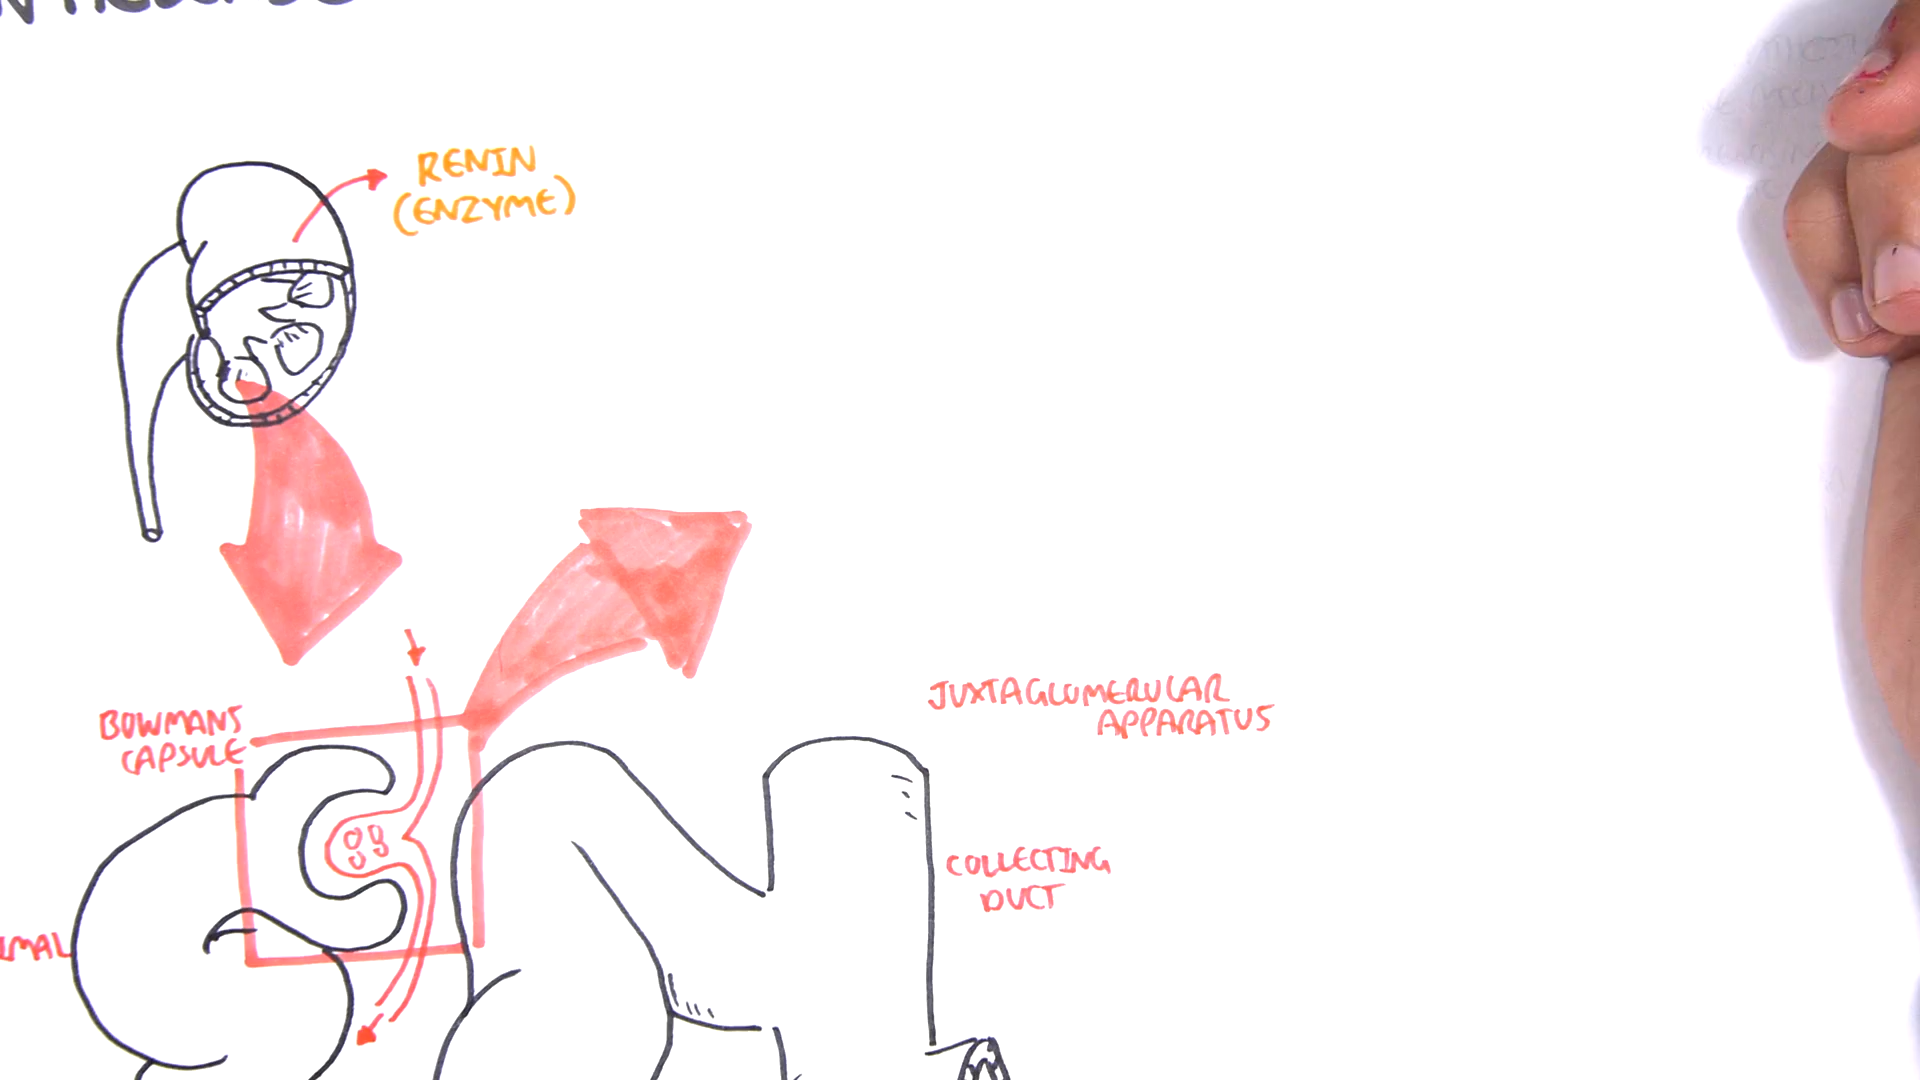 RENIN
(ENZYME)
JUXTAGLOMERULAR
APPARATUS
BOWMANS
CAPSULE
COLLECTING
DUCT